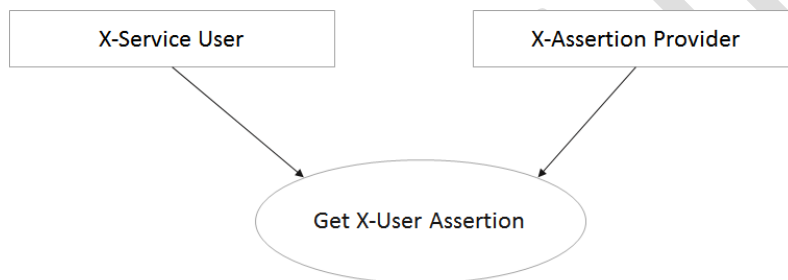 X-Service User
X-Assertion Provider
Get X-User Assertion